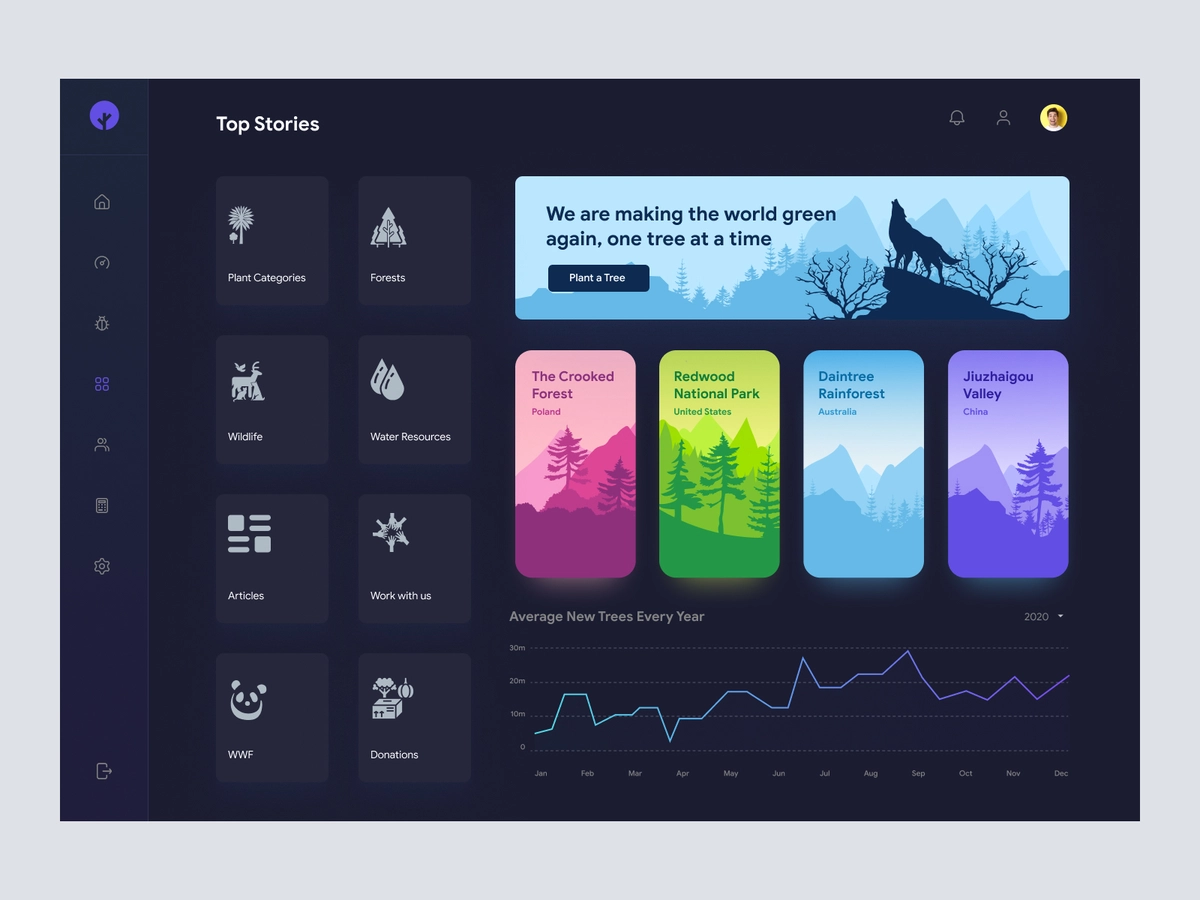 Top Stories
Plant Categories
Forests
Wildlife
Water Resources
Articles
Work with us
WWF
Donations
We are making the world green
again, one tree at a time
Plant a Tree
The Crooked
Forest
Poland
Redwood
National Park
United States
Daintree
Rainforest
Australia
Jiuzhaigou
Valley
China
Average New Trees Every Year
2020
30m
20m
10m
0
Jan Feb Mar Apr May Jun Jul Aug Sep Oct Nov Dec